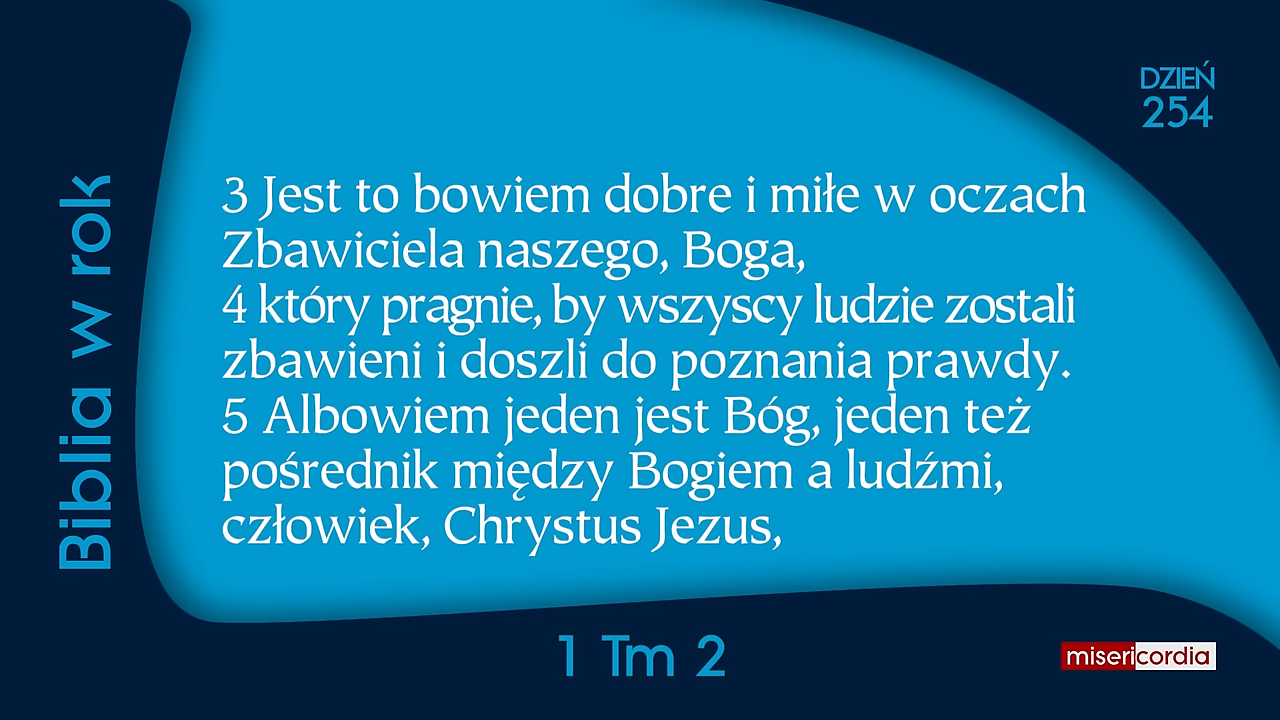 DZIEŃ
254
Biblia w rok
3 Jest to bowiem dobre i miłe w oczach
Zbawiciela naszego, Boga,
4 który pragnie, by wszyscy ludzie zostali
zbawieni i doszli do poznania prawdy.
5 Albowiem jeden jest Bóg, jeden też
pośrednik między Bogiem a ludźmi,
człowiek, Chrystus Jezus,
1 Tm 2
misericordia